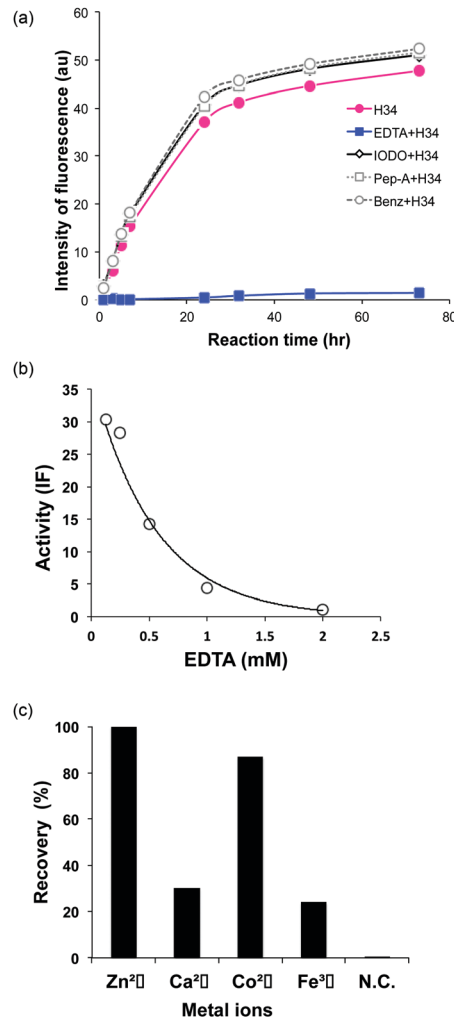 (a)
Intensity of fluorescence (au)
60
50
40
30
20
10
0
0
20
40
60
80
Reaction time (hr)
H34
EDTA+H34
IODO+H34
Pep-A+H34
Benz+H34
(b)
Activity (IF)
35
30
25
20
15
10
5
0
0
0.5
1
1.5
2
2.5
EDTA (mM)
(c)
Recovery (%)
100
80
60
40
20
0
Zn²▯ Ca²▯ Co²▯ Fe³▯ N.C.
Metal ions